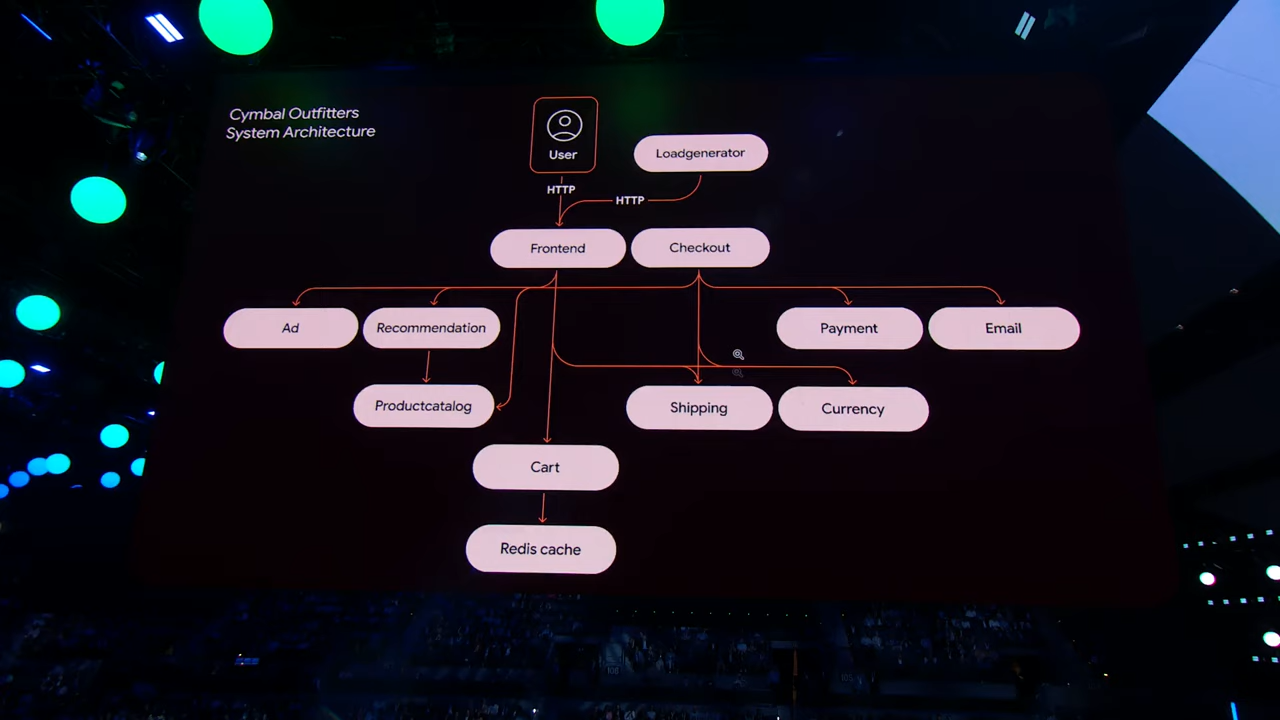 Cymbal Outfitters
System Architecture
User
Loadgenerator
HTTP
HTTP
Frontend
Checkout
Ad
Recommendation
Payment
Email
Productcatalog
Shipping
Currency
Cart
Redis cache